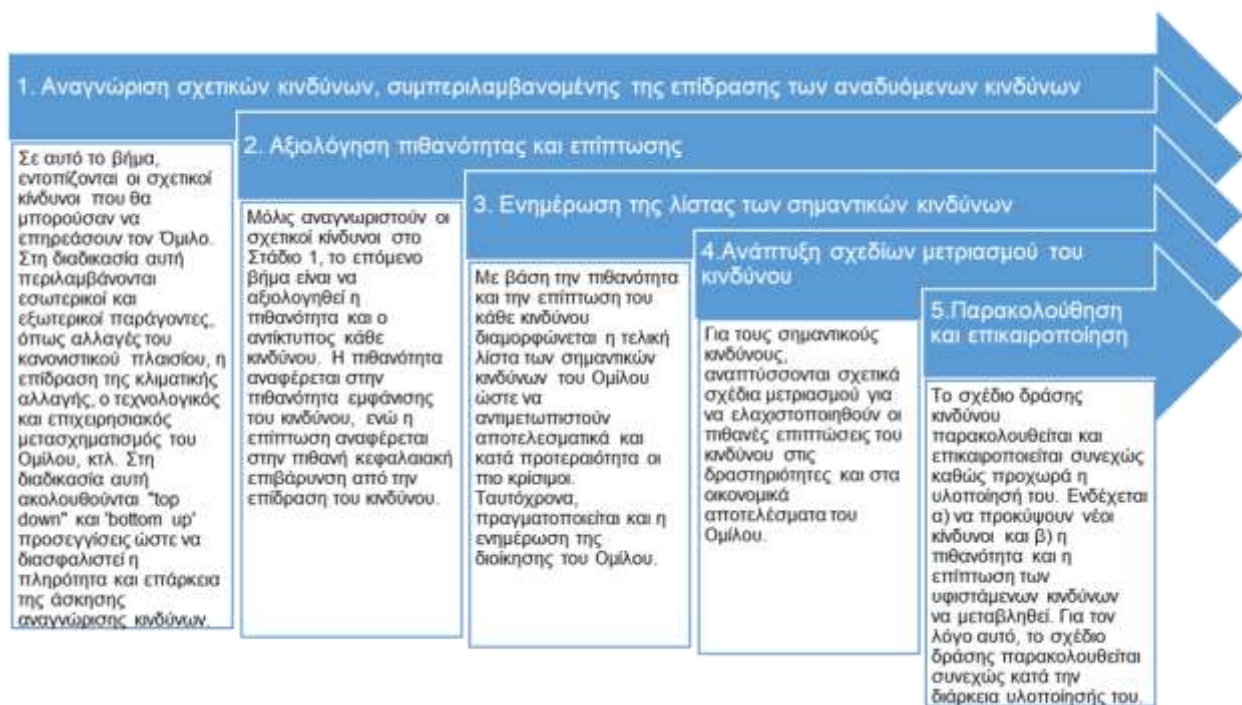 1. Αναγνώριση σχετικών κινδύνων, συμπεριλαμβανομένης της επίδρασης των αναδυόμενων κινδύνων
Σε αυτό το βήμα,
εντοπίζονται οι σχετικοί
κίνδυνοι που θα
μπορούσαν να
επηρεάσουν τον Όμιλο.
Στη διαδικασία αυτή
περιλαμβάνονται
εσωτερικοί και
εξωτερικοί παράγοντες,
όπως αλλαγές του
κανονιστικού πλαισίου, η
επίδραση της κλιματικής
αλλαγής, ο τεχνολογικός
και επιχειρησιακός
μετασχηματισμός του
Ομίλου, κτλ. Στη
διαδικασία αυτή
ακολουθούνται "top
down" και 'bottom up'
προσεγγίσεις ώστε να
διασφαλιστεί η
πληρότητα και επάρκεια
της άσκησης
αναγνώρισης κινδύνων.
2. Αξιολόγηση πιθανότητας και επίπτωσης
Μόλις αναγνωριστούν οι
σχετικοί κίνδυνοι στο
Στάδιο 1, το επόμενο
βήμα είναι να
αξιολογηθεί η
πιθανότητα και ο
αντίκτυπος κάθε
κινδύνου. Η πιθανότητα
αναφέρεται στην
πιθανότητα εμφάνισης
του κινδύνου, ενώ η
επίπτωση αναφέρεται
στην πιθανή κεφαλαιακή
επιβάρυνση από την
επίδραση του κινδύνου.
3. Ενημέρωση της λίστας των σημαντικών κινδύνων
Με βάση την πιθανότητα
και την επίπτωση του
κάθε κινδύνου
διαμορφώνεται η τελική
λίστα των σημαντικών
κινδύνων του Ομίλου
ώστε να
αντιμετωπιστούν
αποτελεσματικά και
κατά προτεραιότητα οι
πιο κρίσιμοι.
Ταυτόχρονα,
πραγματοποιείται και η
ενημέρωση της
διοίκησης του Ομίλου.
4.Ανάπτυξη σχεδίων μετριασμού του
κινδύνου
Για τους σημαντικούς
κινδύνους,
αναπτύσσονται σχετικά
σχέδια μετριασμού για
να ελαχιστοποιηθούν οι
πιθανές επιπτώσεις του
κινδύνου στις
δραστηριότητες και στα
οικονομικά
αποτελέσματα του
Ομίλου.
5.Παρακολούθηση
και επικαιροποίηση
Το σχέδιο δράσης
κινδύνου
παρακολουθείται και
επικαιροποιείται συνεχώς
καθώς προχωρά η
υλοποίησή του. Ενδέχεται
α) να προκύψουν νέοι
κίνδυνοι και β) η
πιθανότητα και η
επίπτωση των
υφιστάμενων κινδύνων
να μεταβληθεί. Για τον
λόγο αυτό, το σχέδιο
δράσης παρακολουθείται
συνεχώς κατά την
διάρκεια υλοποίησής του.